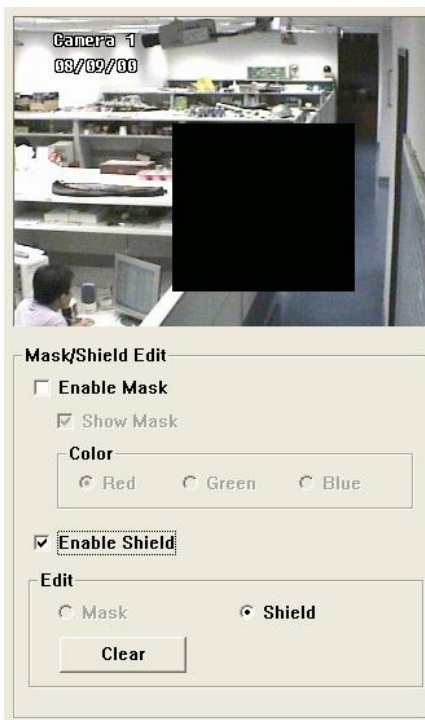 Camera 1
08/09/00
Mask/Shield Edit
Enable Mask
Show Mask
Color
Red Green Blue
Enable Shield
Edit
Mask Shield
Clear